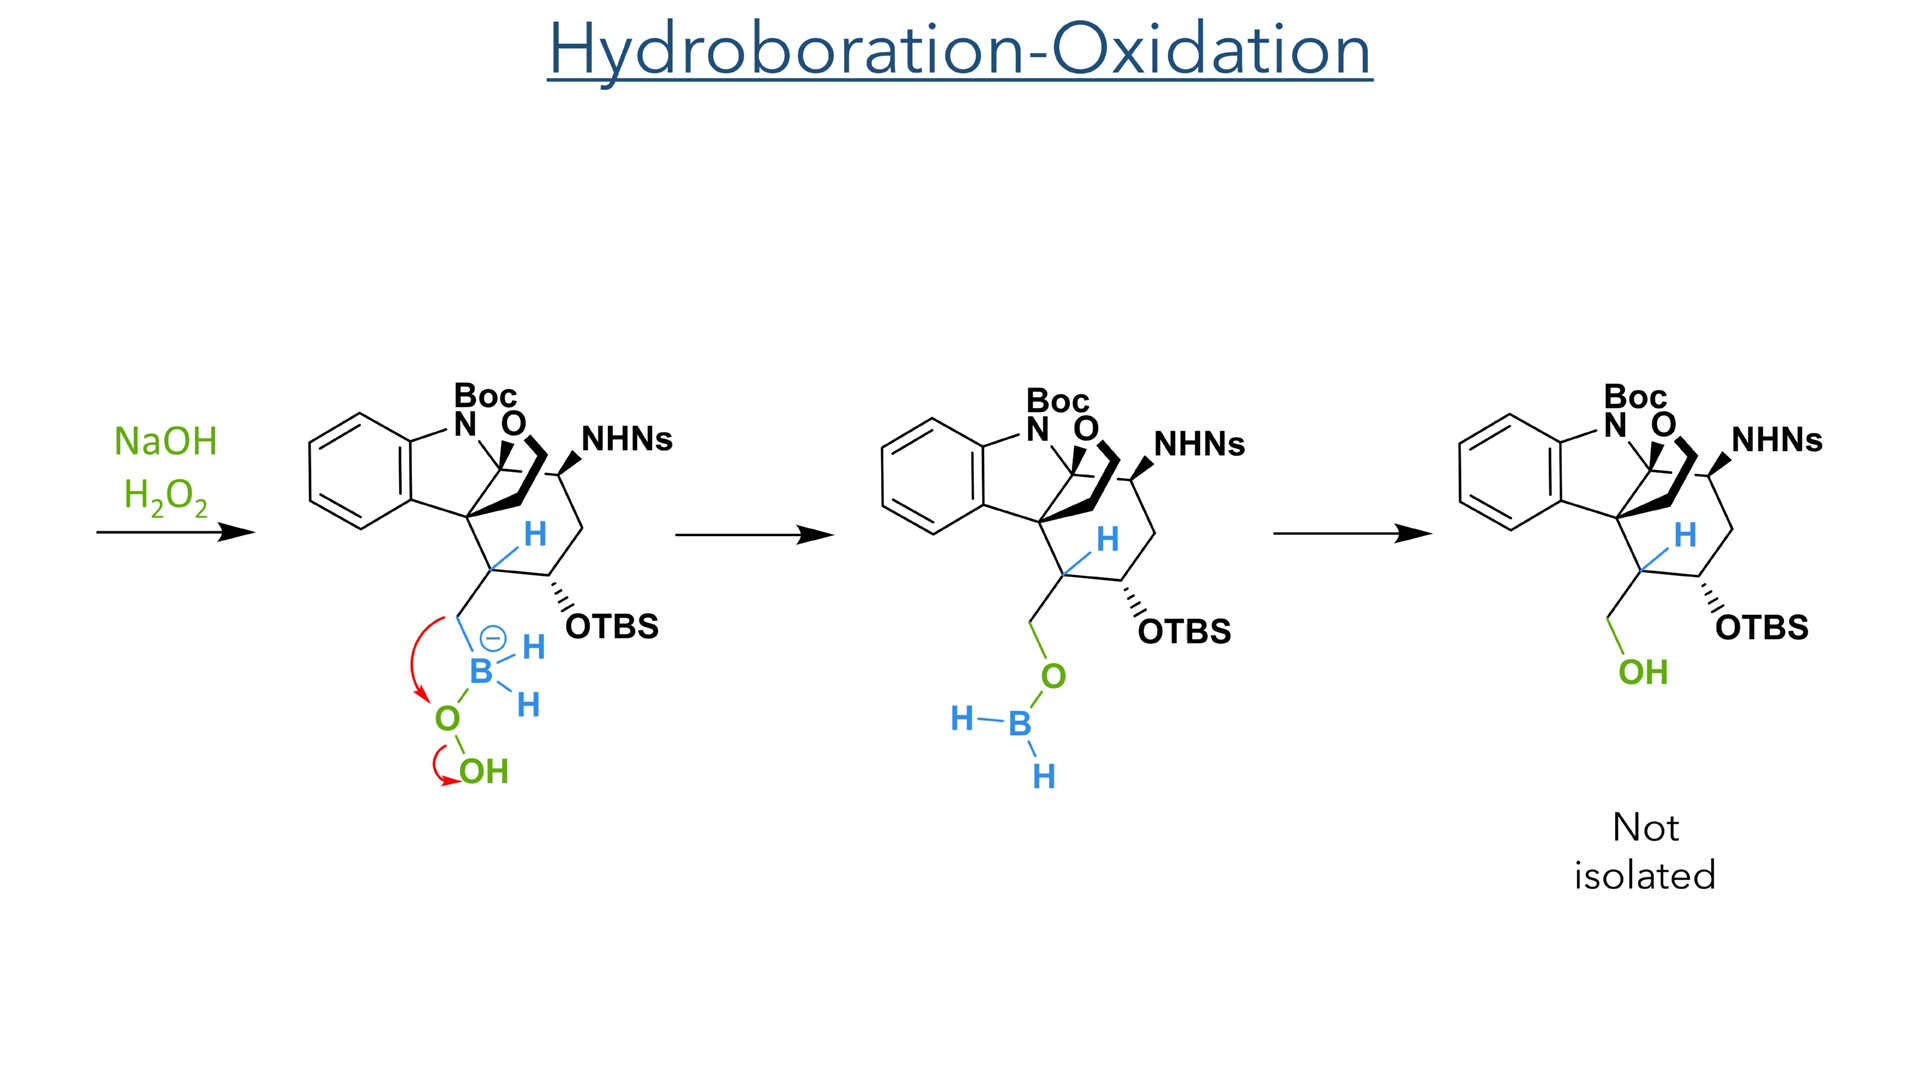 Hydroboration-Oxidation
NaOH
H2O2
Boc
N
O
NHNs
H
OTBS
⊖
H
B
H
O
OH
Boc
N
O
NHNs
H
OTBS
O
H
B
H
Boc
N
O
NHNs
H
OTBS
OH
Not
isolated